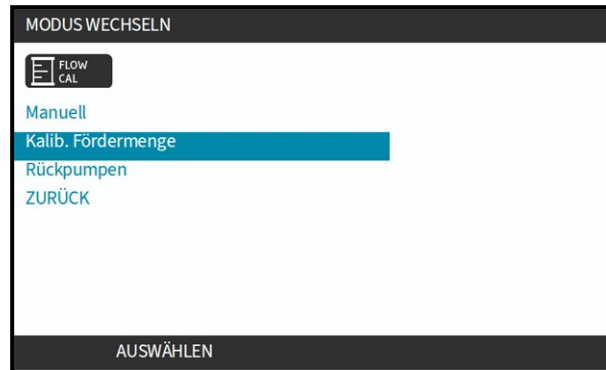 MODUS WECHSELN
FLOW
CAL
Manuell
Kalib. Fördermenge
Rückpumpen
ZURÜCK
AUSWÄHLEN